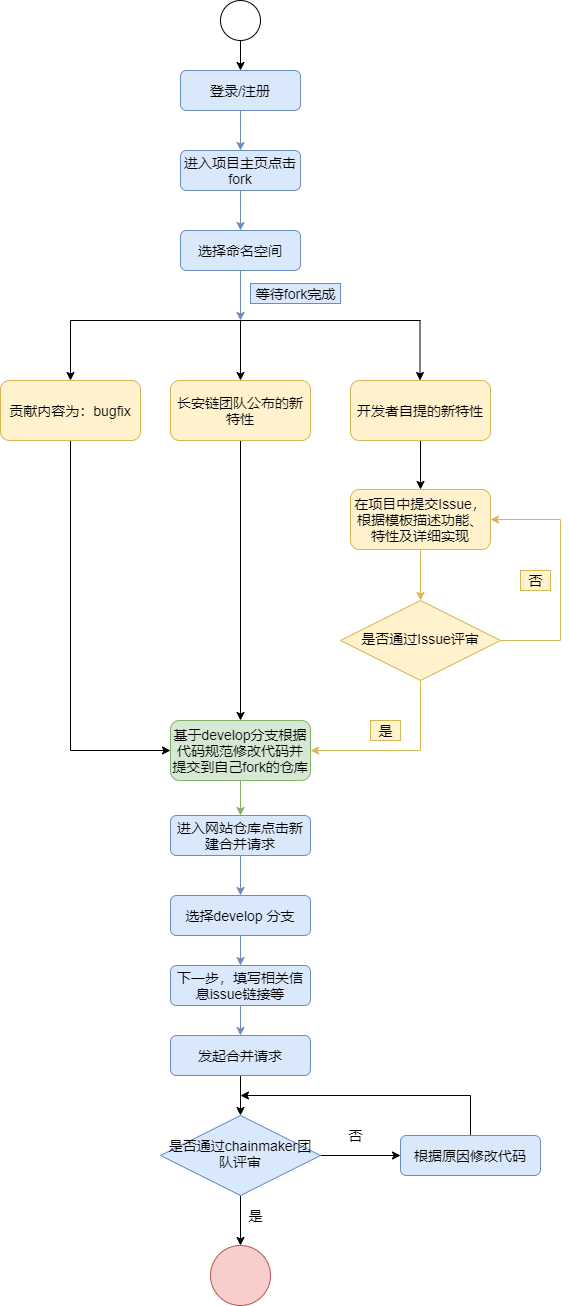 登录/注册
进入项目主页点击
fork
选择命名空间
等待fork完成
贡献内容为：bugfix
长安链团队公布的新
特性
开发者自提的新特性
在项目中提交Issue，
根据模板描述功能、
特性及详细实现
否
是否通过Issue评审
是
基于develop分支根据
代码规范修改代码并
提交到自己fork的仓库
进入网站仓库点击新
建合并请求
选择develop 分支
下一步，填写相关信
息issue链接等
发起合并请求
是否通过chainmaker团
队评审
否
根据原因修改代码
是